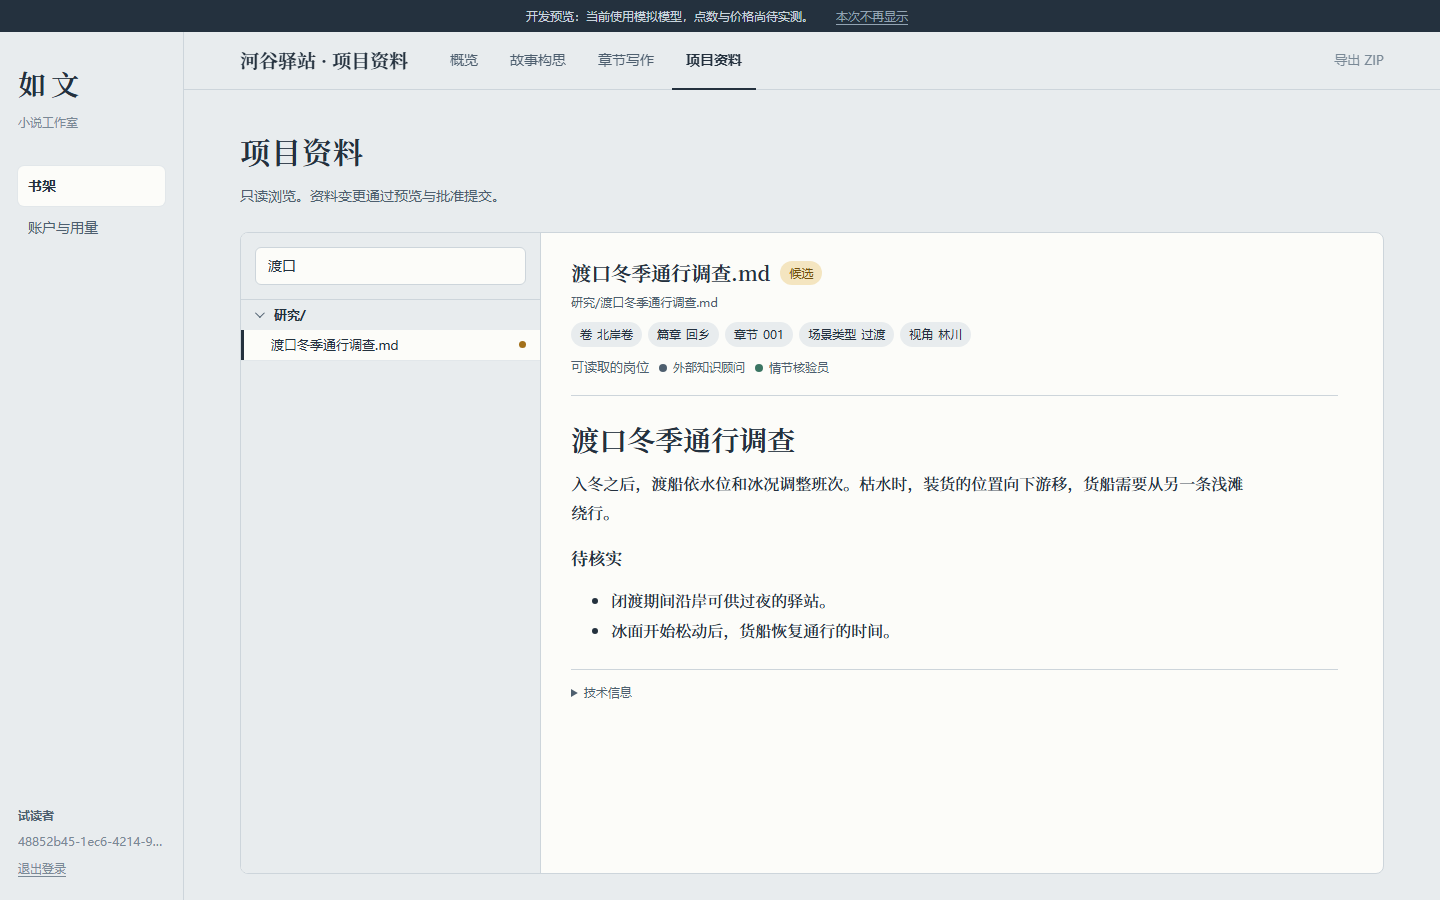 开发预览：当前使用模拟模型，点数与价格尚待实测。 本次不再显示
如文
小说工作室
书架
账户与用量
试读者
48852b45-1ec6-4214-9...
退出登录
河谷驿站 · 项目资料 概览 故事构思 章节写作 项目资料 导出 ZIP
项目资料
只读浏览。资料变更通过预览与批准提交。
渡口
研究/
渡口冬季通行调查.md
渡口冬季通行调查.md 候选
研究/渡口冬季通行调查.md
卷 北岸卷 篇章 回乡 章节 001 场景类型 过渡 视角 林川
可读取的岗位 外部知识顾问 情节核验员
渡口冬季通行调查
入冬之后，渡船依水位和冰况调整班次。枯水时，装货的位置向下游移，货船需要从另一条浅滩
绕行。
待核实
闭渡期间沿岸可供过夜的驿站。
冰面开始松动后，货船恢复通行的时间。
技术信息